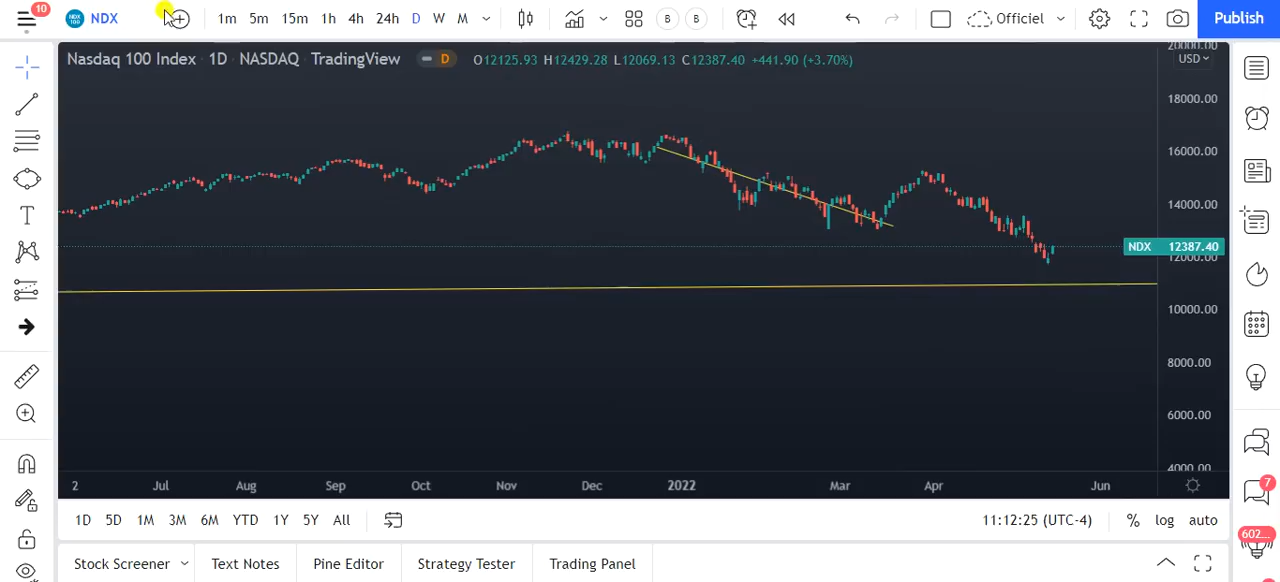 10
NDX 1m 5m 15m 1h 4h 24h D W M B B Officiel Publish
Nasdaq 100 Index · 1D · NASDAQ · TradingView D O12125.93 H12429.28 L12069.13 C12387.40 +441.90 (+3.70%)
20000.00
USD
18000.00
16000.00
14000.00
NDX 12387.40
12000.00
10000.00
8000.00
6000.00
4000.00
2 Jul Aug Sep Oct Nov Dec 2022 Mar Apr Jun
7
1D 5D 1M 3M 6M YTD 1Y 5Y All 11:12:25 (UTC-4) % log auto
602...
Stock Screener Text Notes Pine Editor Strategy Tester Trading Panel